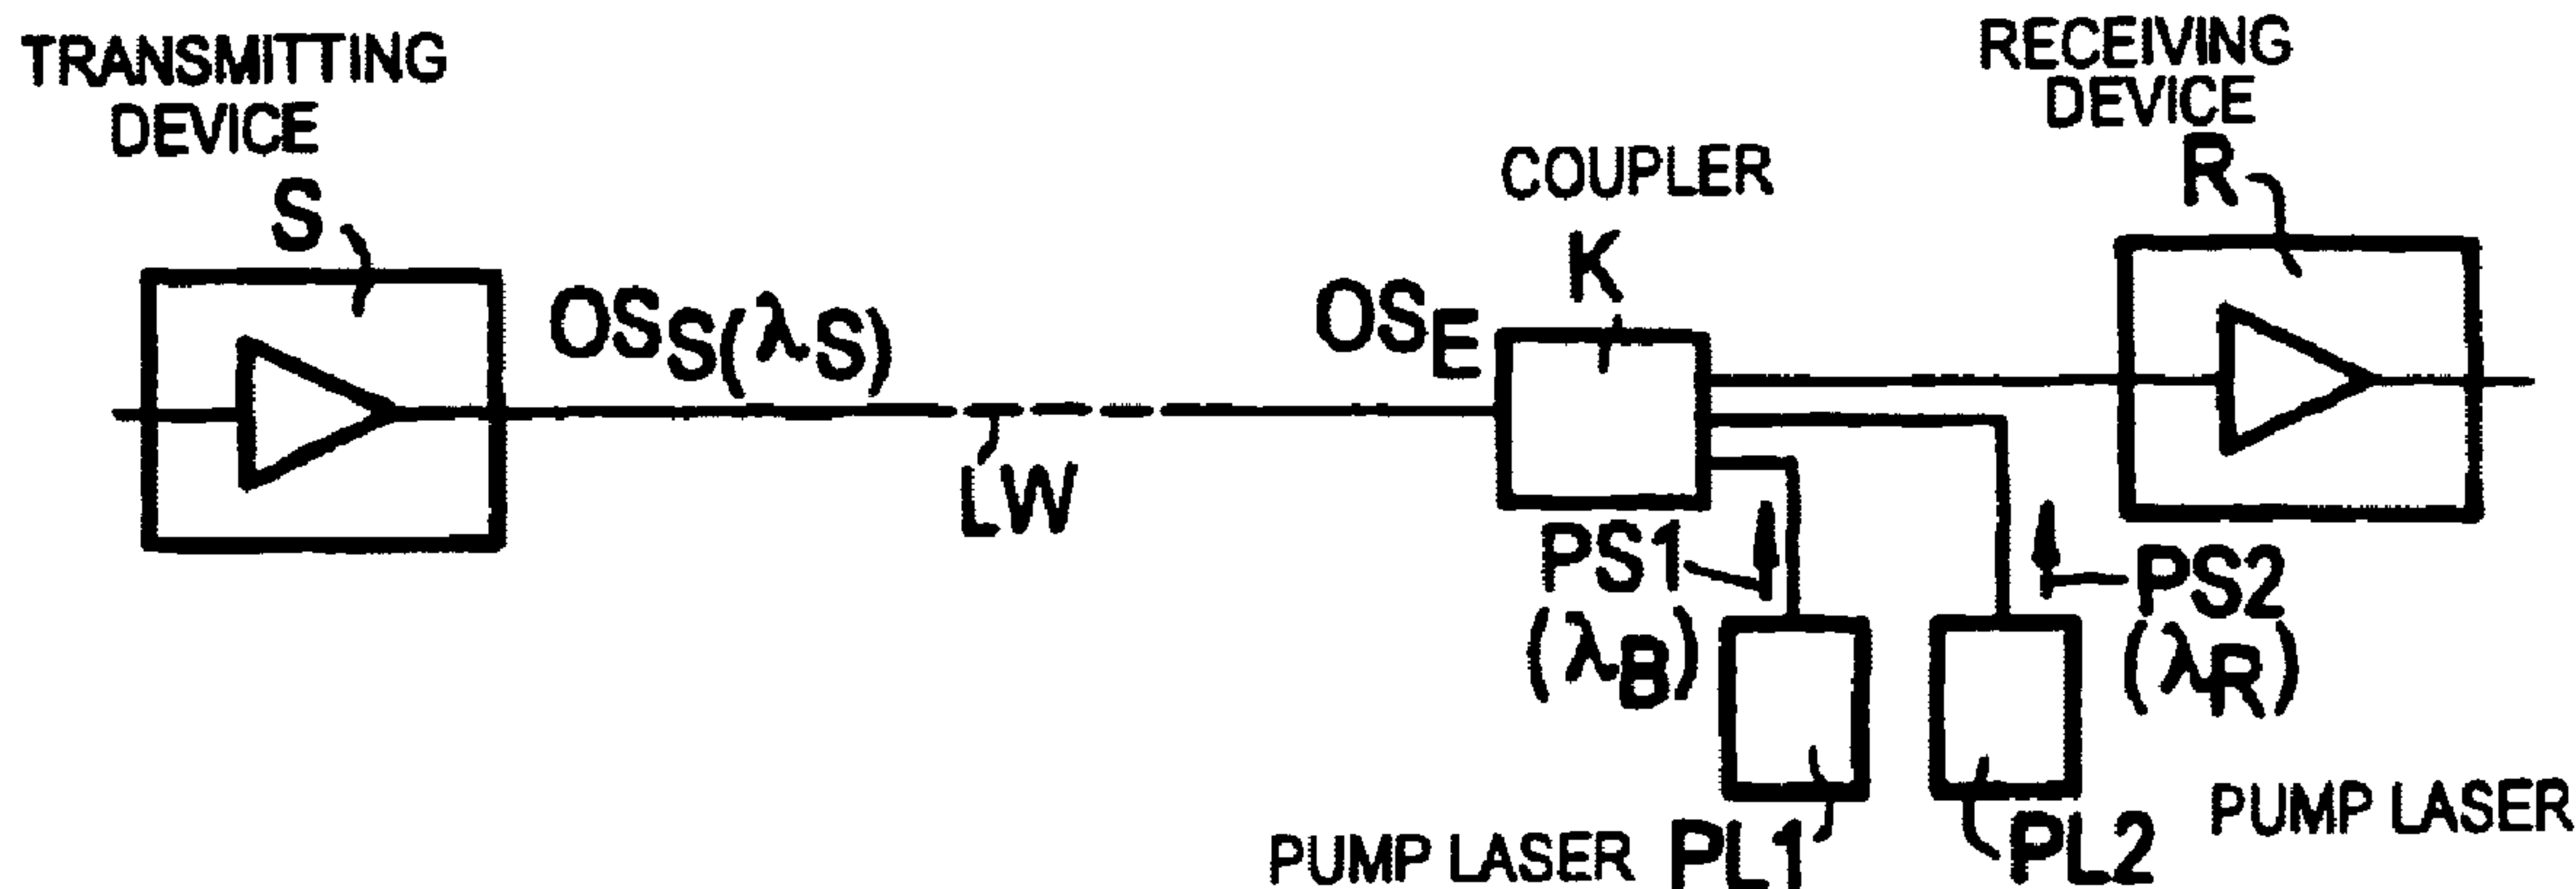 TRANSMITTING
DEVICE
S
OSS(λS)
LW
OSE
COUPLER
K
RECEIVING
DEVICE
R
PS1
(λB)
PS2
(λR)
PUMP LASER PL1
PL2 PUMP LASER